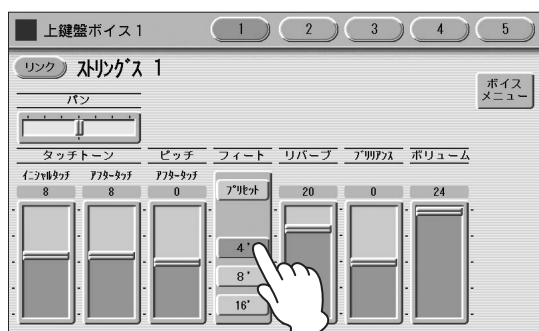 上鍵盤ボイス1 1 2 3 4 5
リンク ストリングス 1
ボイス
メニュー
パン
タッチトーン ピッチ フィート リバーブ ブリリアンス ボリューム
イニシャルタッチ アフタータッチ アフタータッチ
8 8 0 プリセット 20 0 24
4'
8'
16'